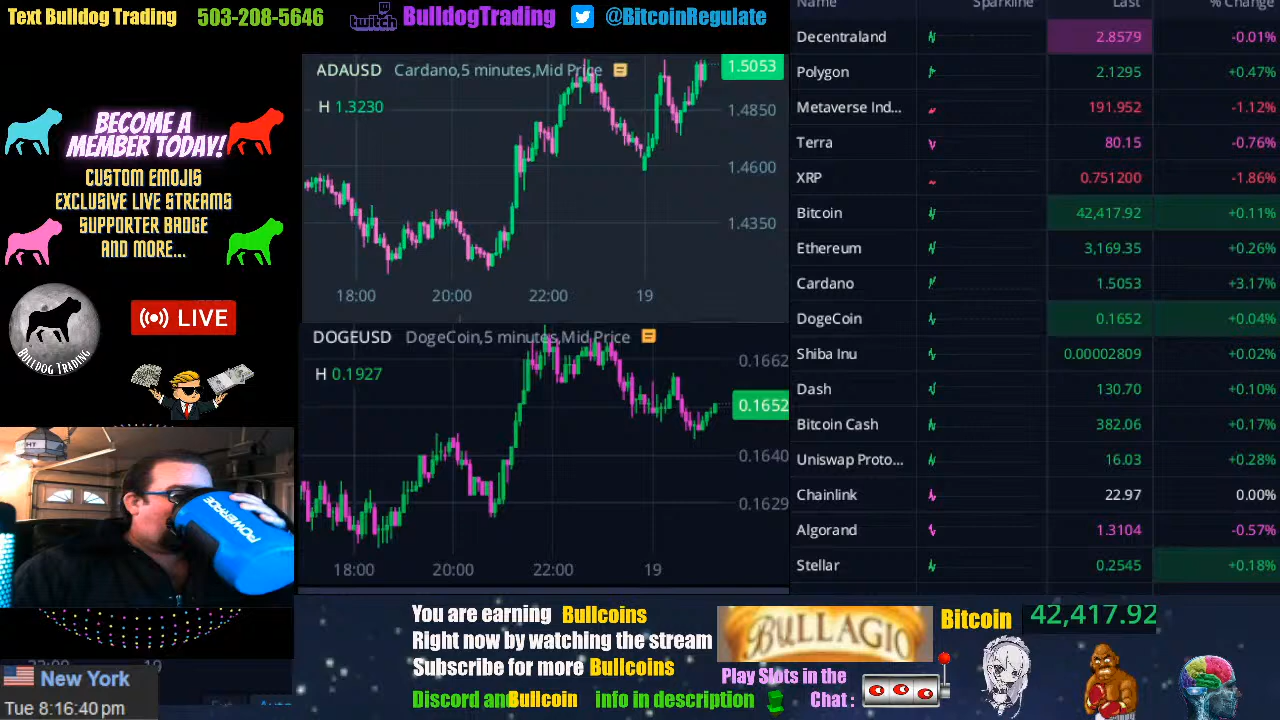 Text Bulldog Trading 503-208-5646 twitch BulldogTrading @BitcoinRegulate
BECOME A
MEMBER TODAY!
CUSTOM EMOJIS
EXCLUSIVE LIVE STREAMS
SUPPORTER BADGE
AND MORE...
BULLDOG TRADING
LIVE
POWERADE
New York
Tue 8:16:40 pm
ADAUSD Cardano,5 minutes,Mid Price
H 1.3230
1.5053
1.4850
1.4600
1.4350
18:00 20:00 22:00 19
DOGEUSD DogeCoin,5 minutes,Mid Price
H 0.1927
0.1662
0.1652
0.1640
0.1629
18:00 20:00 22:00 19
Name Sparkline Last % Change
Decentraland 2.8579 -0.01%
Polygon 2.1295 +0.47%
Metaverse Ind... 191.952 -1.12%
Terra 80.15 -0.76%
XRP 0.751200 -1.86%
Bitcoin 42,417.92 +0.11%
Ethereum 3,169.35 +0.26%
Cardano 1.5053 +3.17%
DogeCoin 0.1652 +0.04%
Shiba Inu 0.00002809 +0.02%
Dash 130.70 +0.10%
Bitcoin Cash 382.06 +0.17%
Uniswap Proto... 16.03 +0.28%
Chainlink 22.97 0.00%
Algorand 1.3104 -0.57%
Stellar 0.2545 +0.18%
You are earning Bullcoins
Right now by watching the stream
Subscribe for more Bullcoins
Discord and Bullcoin info in description
BULLAGIO
Play Slots in the
Chat :
Bitcoin 42,417.92